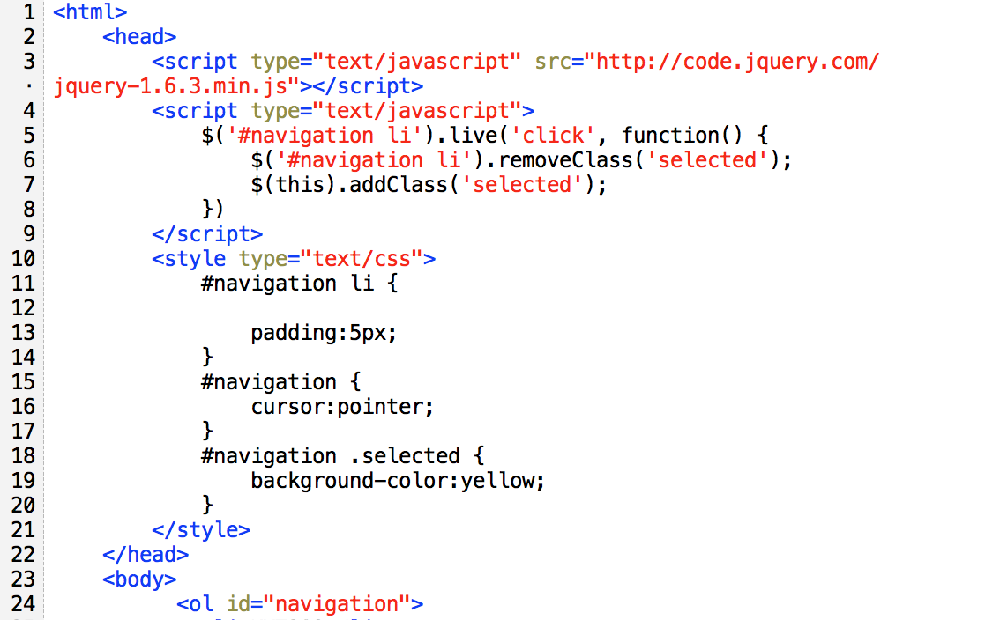 1 <html>
2     <head>
3         <script type="text/javascript" src="http://code.jquery.com/
· jquery-1.6.3.min.js"></script>
4         <script type="text/javascript">
5             $('#navigation li').live('click', function() {
6                 $('#navigation li').removeClass('selected');
7                 $(this).addClass('selected');
8             })
9         </script>
10         <style type="text/css">
11             #navigation li {
12
13                 padding:5px;
14             }
15             #navigation {
16                 cursor:pointer;
17             }
18             #navigation .selected {
19                 background-color:yellow;
20             }
21         </style>
22     </head>
23     <body>
24           <ol id="navigation">